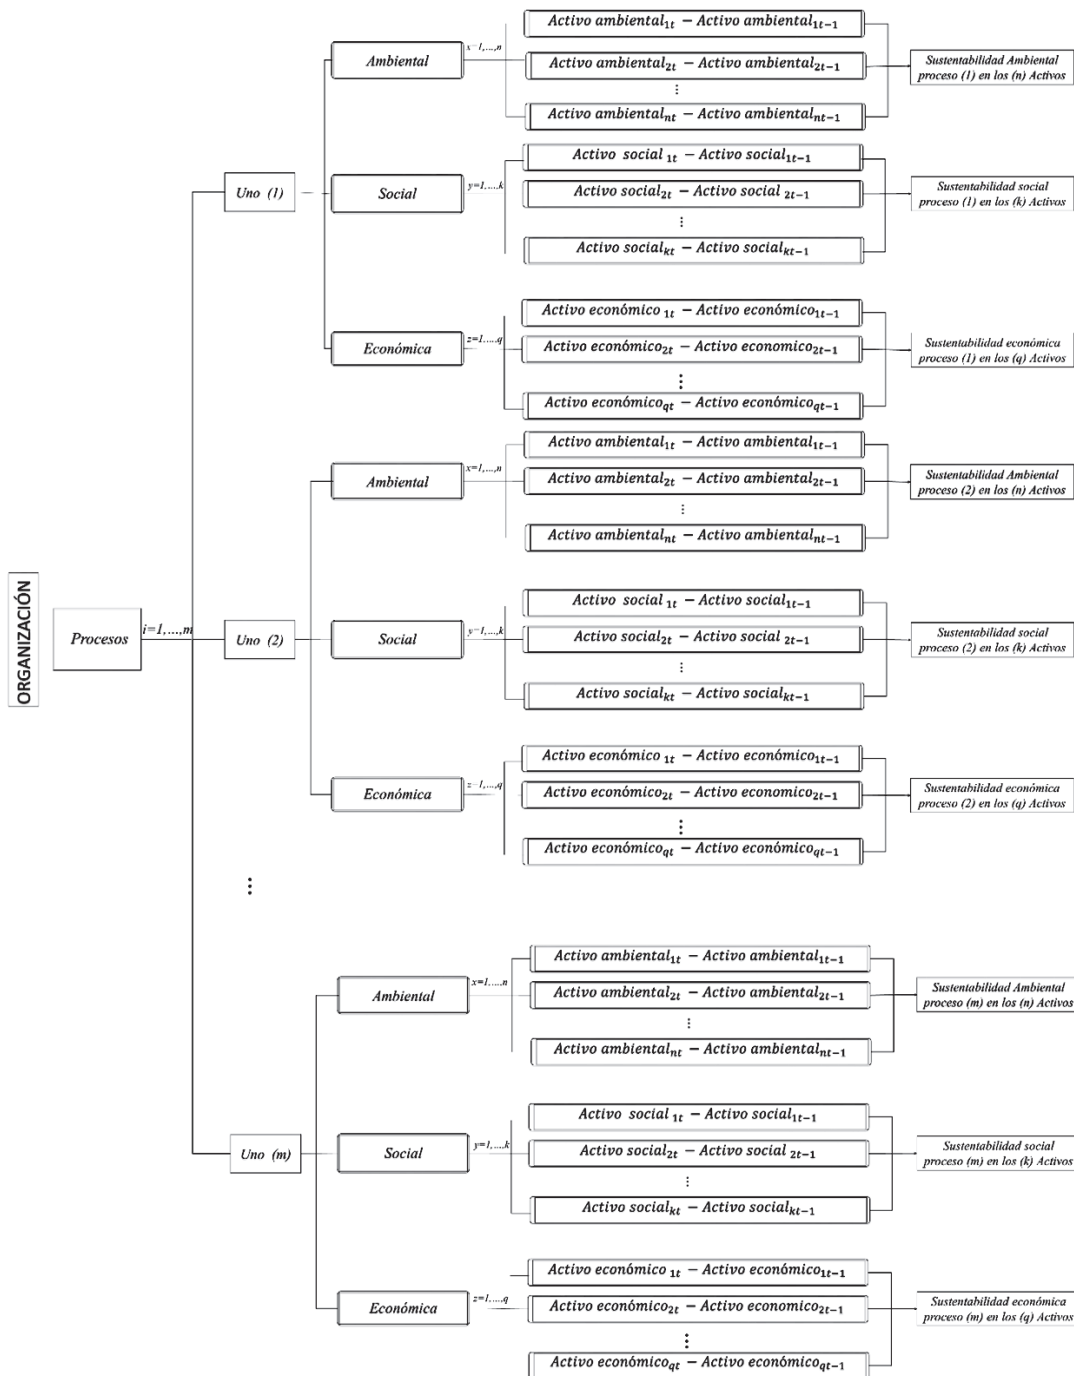 ORGANIZACIÓN
Procesos
i=1,...,m
Uno (1)
Ambiental
x=1,...,n
Activo ambiental₁ₜ − Activo ambiental₁ₜ₋₁
Activo ambiental₂ₜ − Activo ambiental₂ₜ₋₁
⋮
Activo ambientalₙₜ − Activo ambientalₙₜ₋₁
Sustentabilidad Ambiental
proceso (1) en los (n) Activos
Social
y=1,...,k
Activo social ₁ₜ − Activo social₁ₜ₋₁
Activo social₂ₜ − Activo social ₂ₜ₋₁
⋮
Activo socialₖₜ − Activo socialₖₜ₋₁
Sustentabilidad social
proceso (1) en los (k) Activos
Económica
z=1,...,q
Activo económico ₁ₜ − Activo económico₁ₜ₋₁
Activo económico₂ₜ − Activo economico₂ₜ₋₁
⋮
Activo económico_qt − Activo económico_qt−1
Sustentabilidad económica
proceso (1) en los (q) Activos
Uno (2)
Ambiental
x=1,...,n
Activo ambiental₁ₜ − Activo ambiental₁ₜ₋₁
Activo ambiental₂ₜ − Activo ambiental₂ₜ₋₁
⋮
Activo ambientalₙₜ − Activo ambientalₙₜ₋₁
Sustentabilidad Ambiental
proceso (2) en los (n) Activos
Social
y=1,...,k
Activo social ₁ₜ − Activo social₁ₜ₋₁
Activo social₂ₜ − Activo social ₂ₜ₋₁
⋮
Activo socialₖₜ − Activo socialₖₜ₋₁
Sustentabilidad social
proceso (2) en los (k) Activos
Económica
z=1,...,q
Activo económico ₁ₜ − Activo económico₁ₜ₋₁
Activo económico₂ₜ − Activo economico₂ₜ₋₁
⋮
Activo económico_qt − Activo económico_qt−1
Sustentabilidad económica
proceso (2) en los (q) Activos
⋮
Uno (m)
Ambiental
x=1,...,n
Activo ambiental₁ₜ − Activo ambiental₁ₜ₋₁
Activo ambiental₂ₜ − Activo ambiental₂ₜ₋₁
⋮
Activo ambientalₙₜ − Activo ambientalₙₜ₋₁
Sustentabilidad Ambiental
proceso (m) en los (n) Activos
Social
y=1,...,k
Activo social ₁ₜ − Activo social₁ₜ₋₁
Activo social₂ₜ − Activo social ₂ₜ₋₁
⋮
Activo socialₖₜ − Activo socialₖₜ₋₁
Sustentabilidad social
proceso (m) en los (k) Activos
Económica
z=1,...,q
Activo económico ₁ₜ − Activo económico₁ₜ₋₁
Activo económico₂ₜ − Activo economico₂ₜ₋₁
⋮
Activo económico_qt − Activo económico_qt−1
Sustentabilidad económica
proceso (m) en los (q) Activos